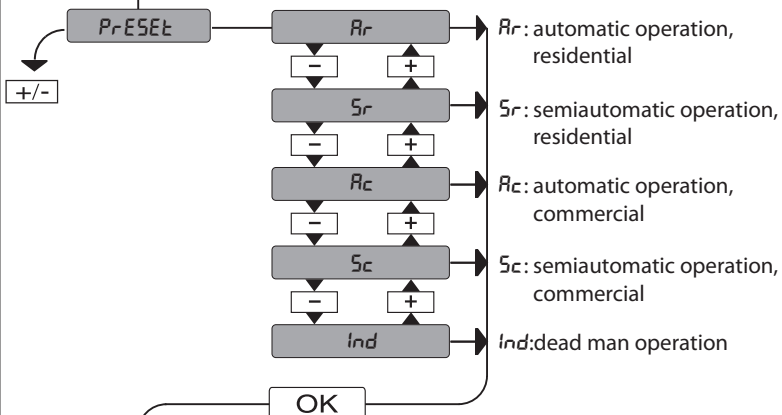 PrESEt
Ar
Ar: automatic operation,
residential
+/-
-
+
Sr
Sr: semiautomatic operation,
residential
-
+
Ac
Ac: automatic operation,
commercial
-
+
Sc
Sc: semiautomatic operation,
commercial
-
+
Ind
Ind:dead man operation
OK